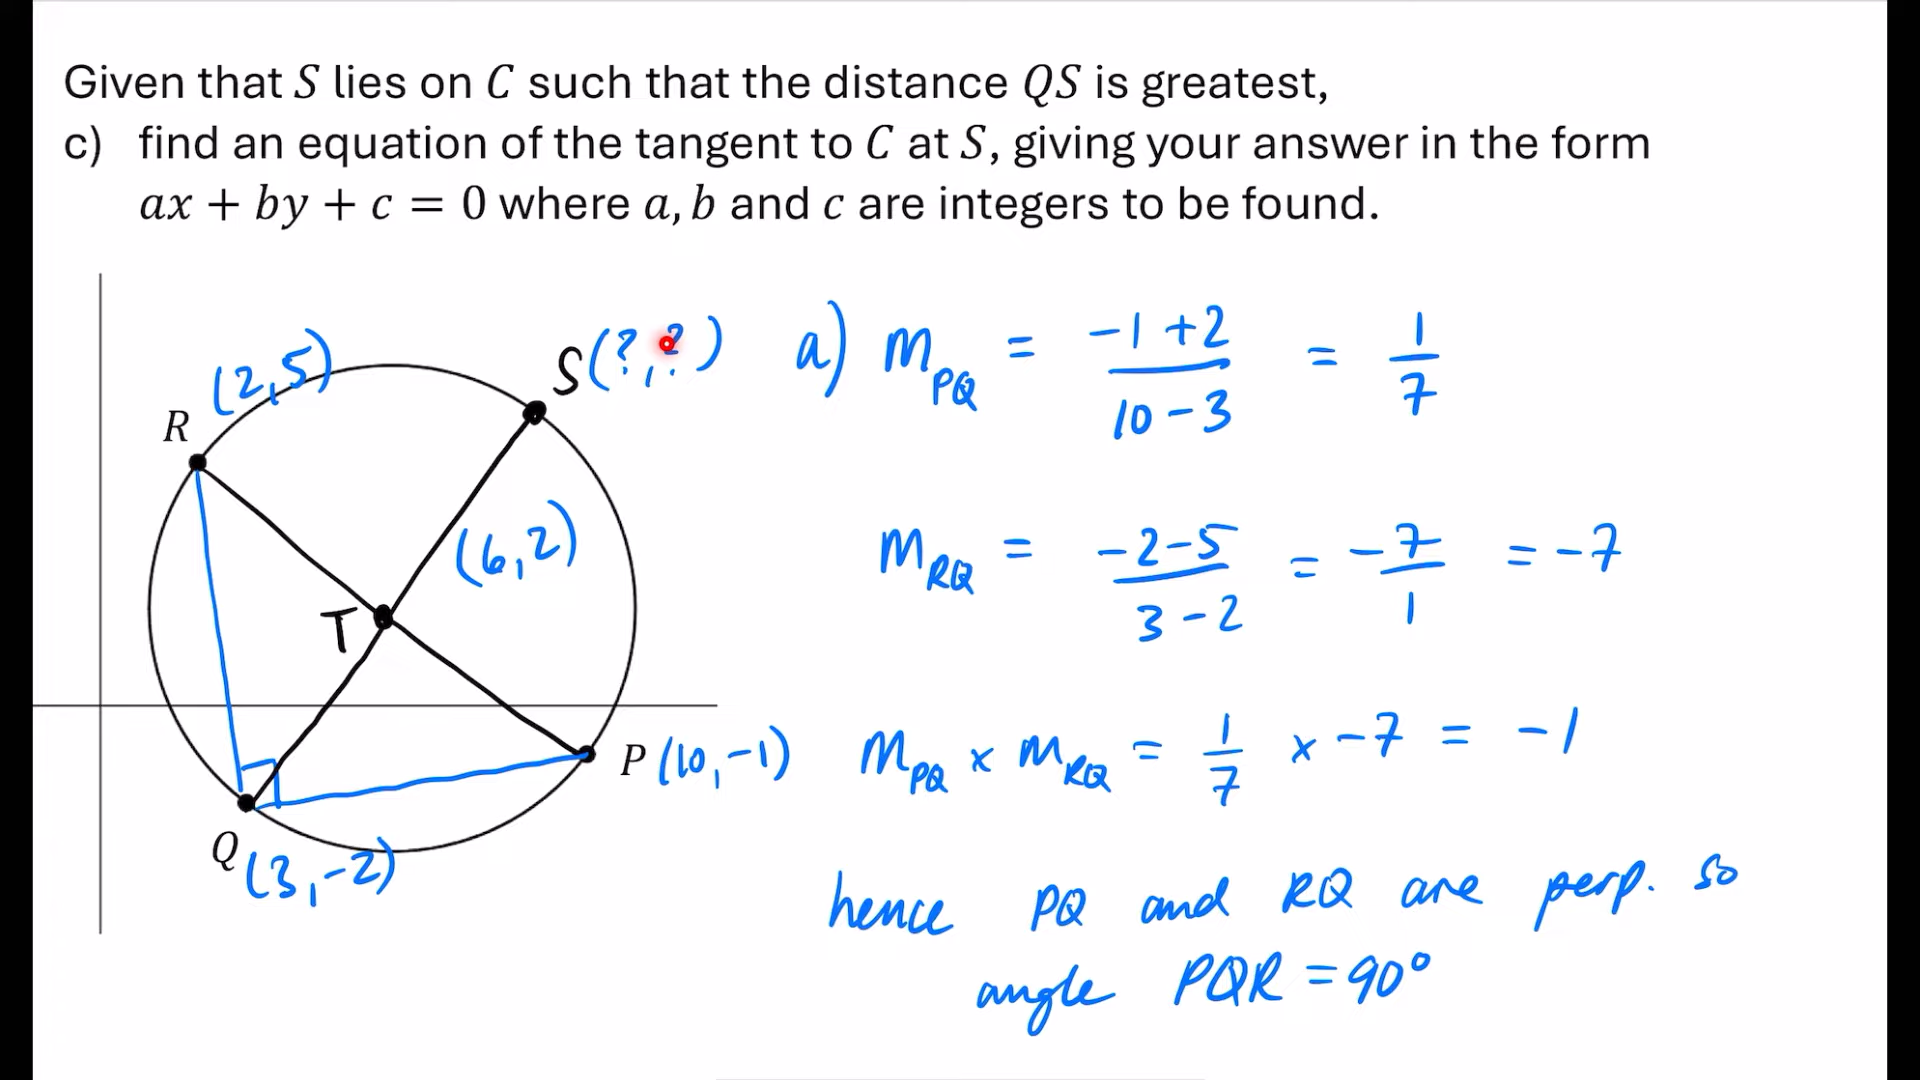 Given that S lies on C such that the distance QS is greatest,
c) find an equation of the tangent to C at S, giving your answer in the form
ax + by + c = 0 where a, b and c are integers to be found.
(2,5)
R
S(?,?)
(6,2)
T
P (10,-1)
Q (3,-2)
a) m_PQ = (-1+2)/(10-3) = 1/7
m_RQ = (-2-5)/(3-2) = -7/1 = -7
m_PQ × m_RQ = 1/7 × -7 = -1
hence PQ and RQ are perp. so
angle PQR = 90°